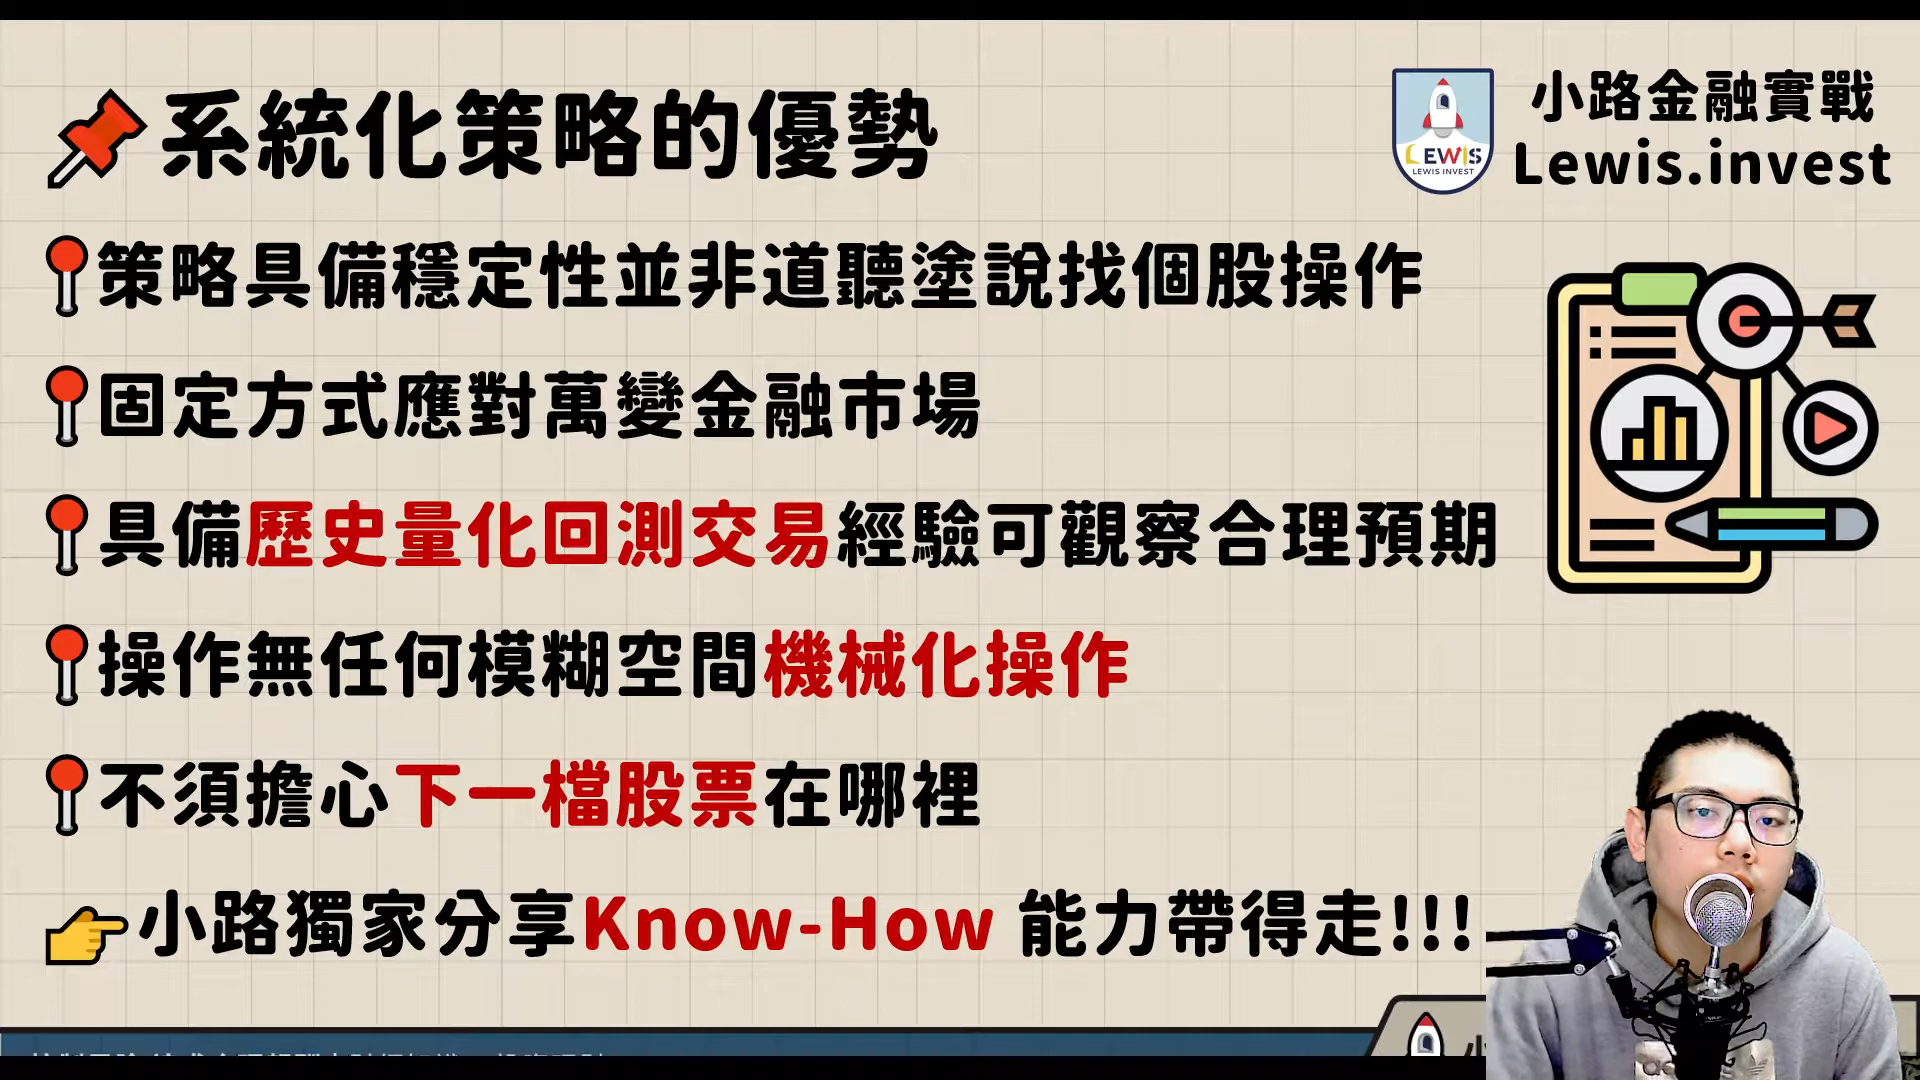 系統化策略的優勢
小路金融實戰
Lewis.invest
LEWIS
LEWIS INVEST
策略具備穩定性並非道聽塗說找個股操作
固定方式應對萬變金融市場
具備歷史量化回測交易經驗可觀察合理預期
操作無任何模糊空間機械化操作
不須擔心下一檔股票在哪裡
小路獨家分享Know-How 能力帶得走!!!